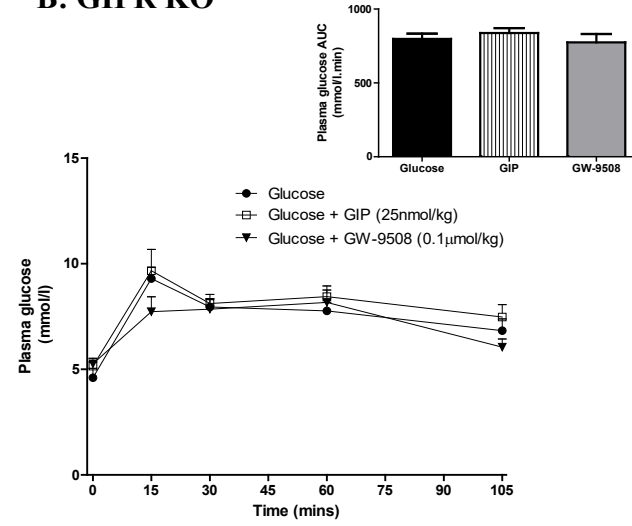 B. GIPR KO
1000
500
0
Plasma glucose AUC
(mmol/l.min)
Glucose GIP GW-9508
15
10
5
0
Plasma glucose
(mmol/l)
Glucose
Glucose + GIP (25nmol/kg)
Glucose + GW-9508 (0.1μmol/kg)
0 15 30 45 60 75 90 105
Time (mins)